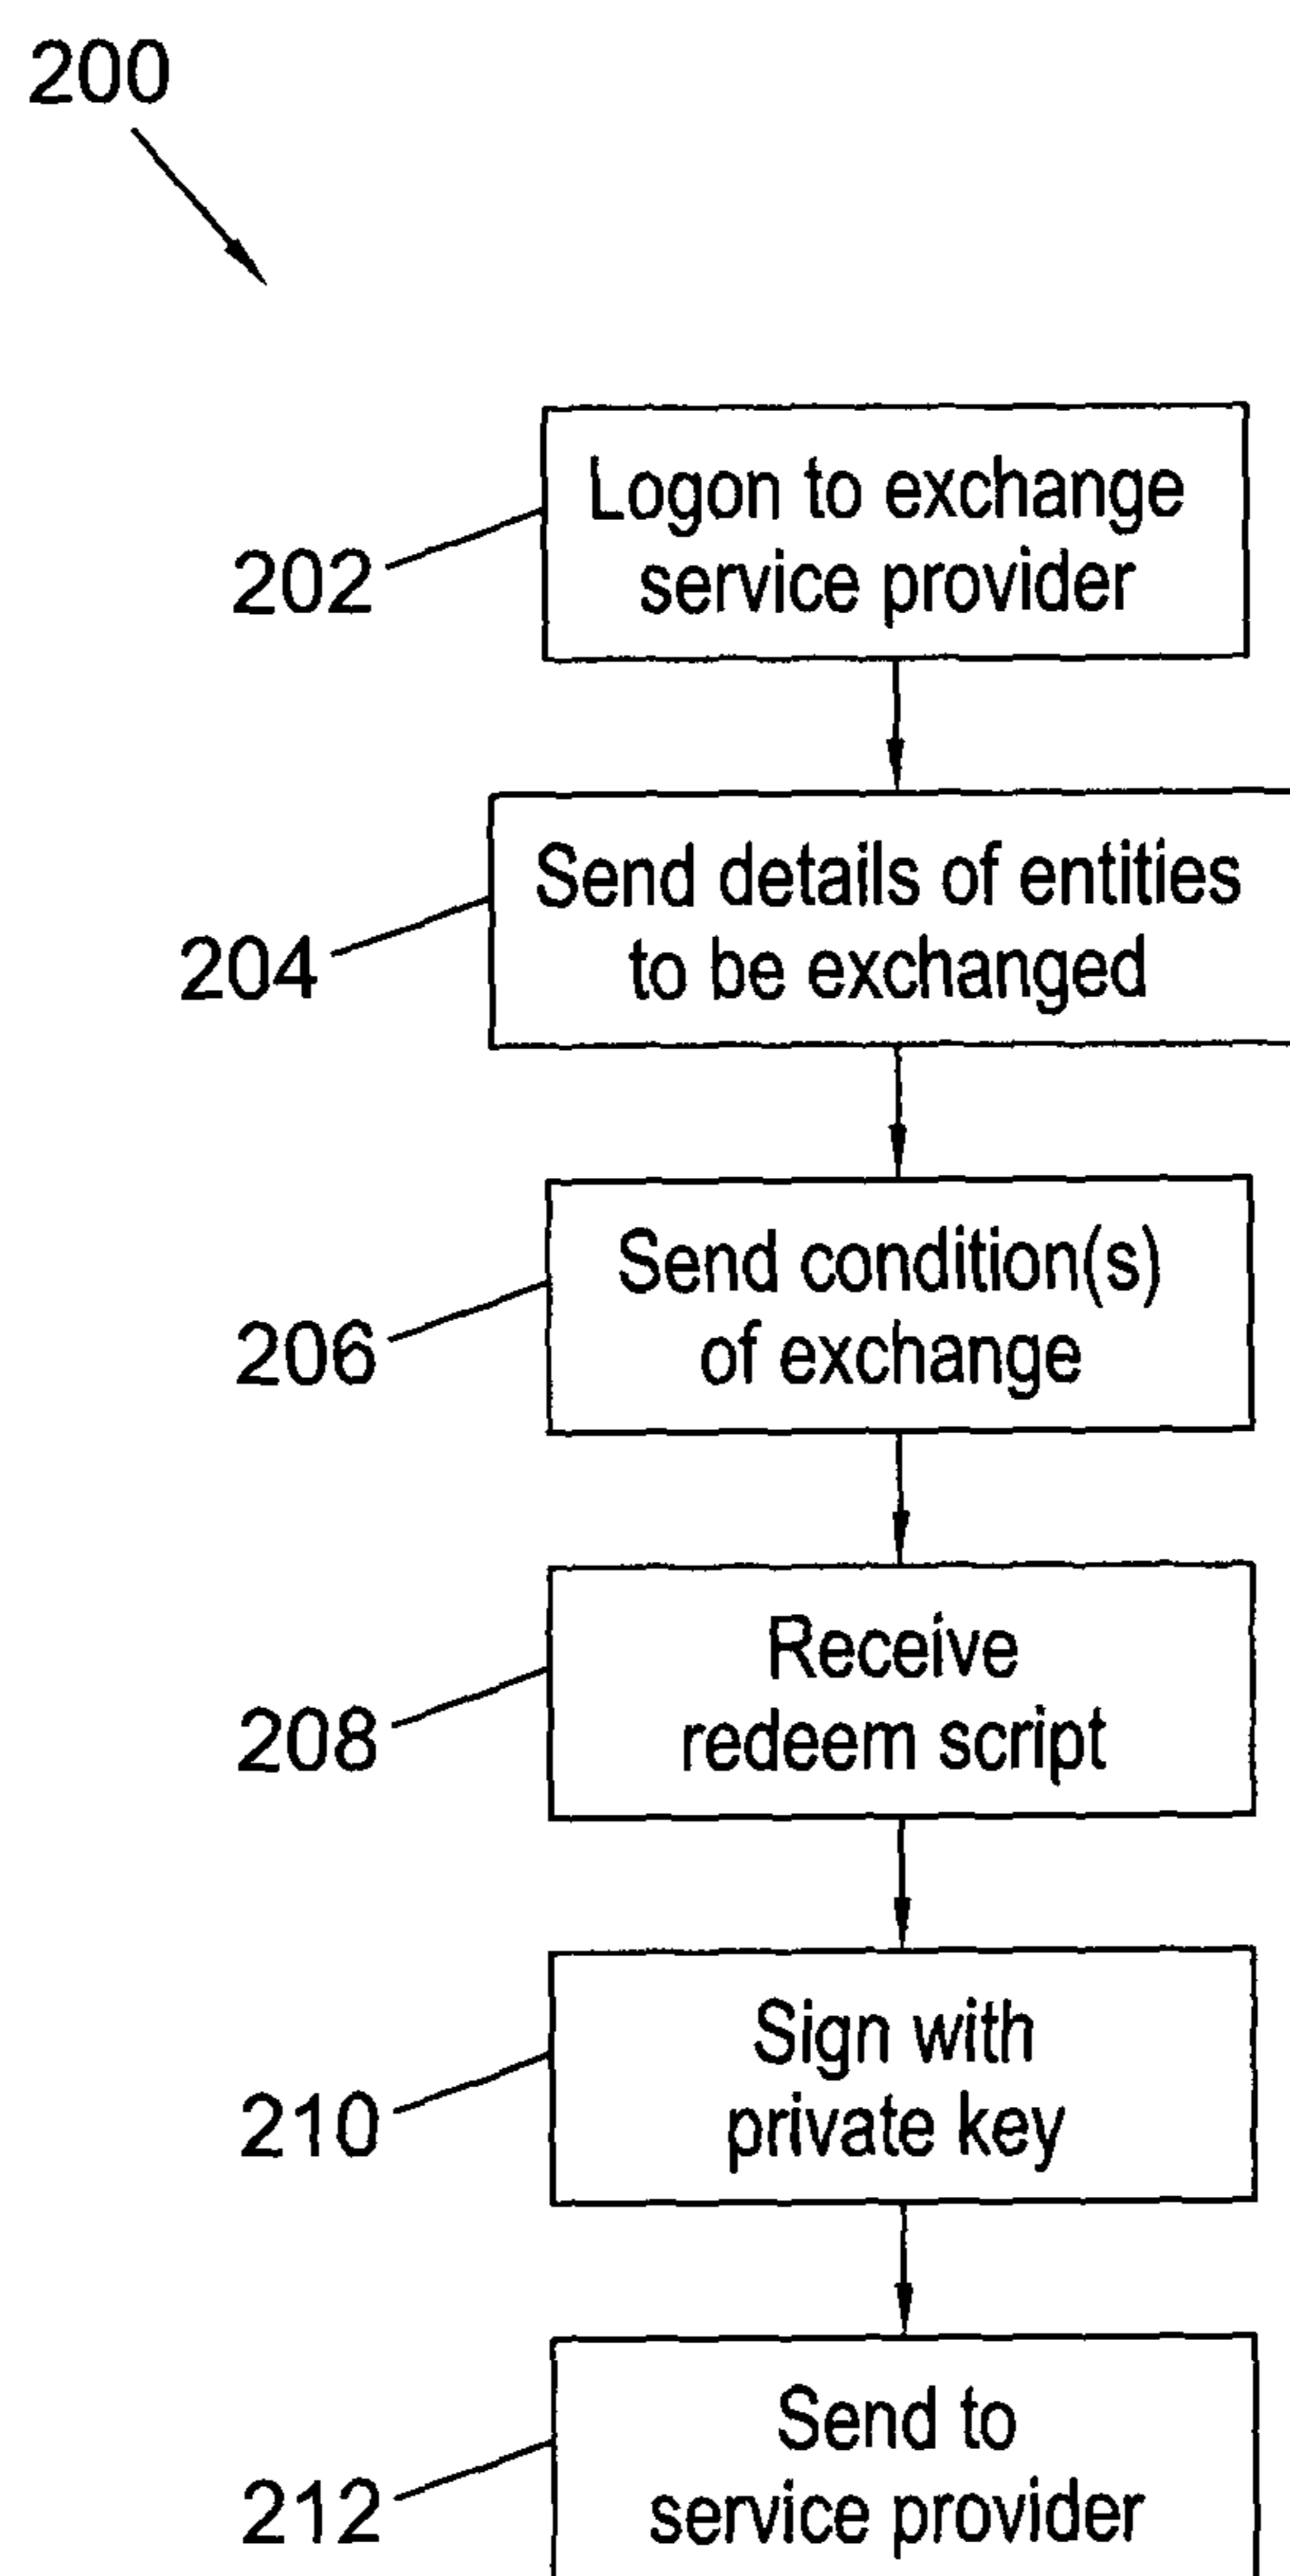 200
Logon to exchange
service provider
202
Send details of entities
to be exchanged
204
Send condition(s)
of exchange
206
Receive
redeem script
208
Sign with
private key
210
Send to
service provider
212